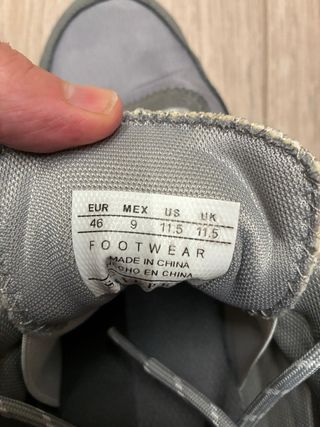 EUR MEX US UK
46 9 11.5 11.5
FOOTWEAR
MADE IN CHINA
HECHO EN CHINA